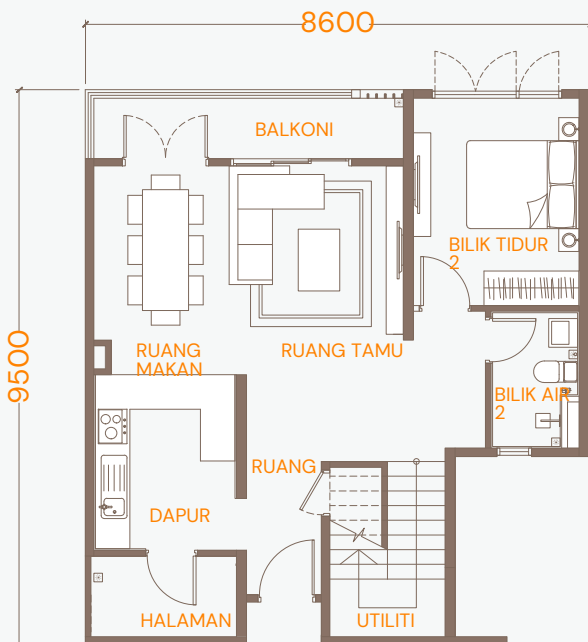 8600
BALKONI
BILIK TIDUR
2
9500
RUANG
MAKAN
RUANG TAMU
BILIK AIR
2
RUANG
DAPUR
HALAMAN
UTILITI